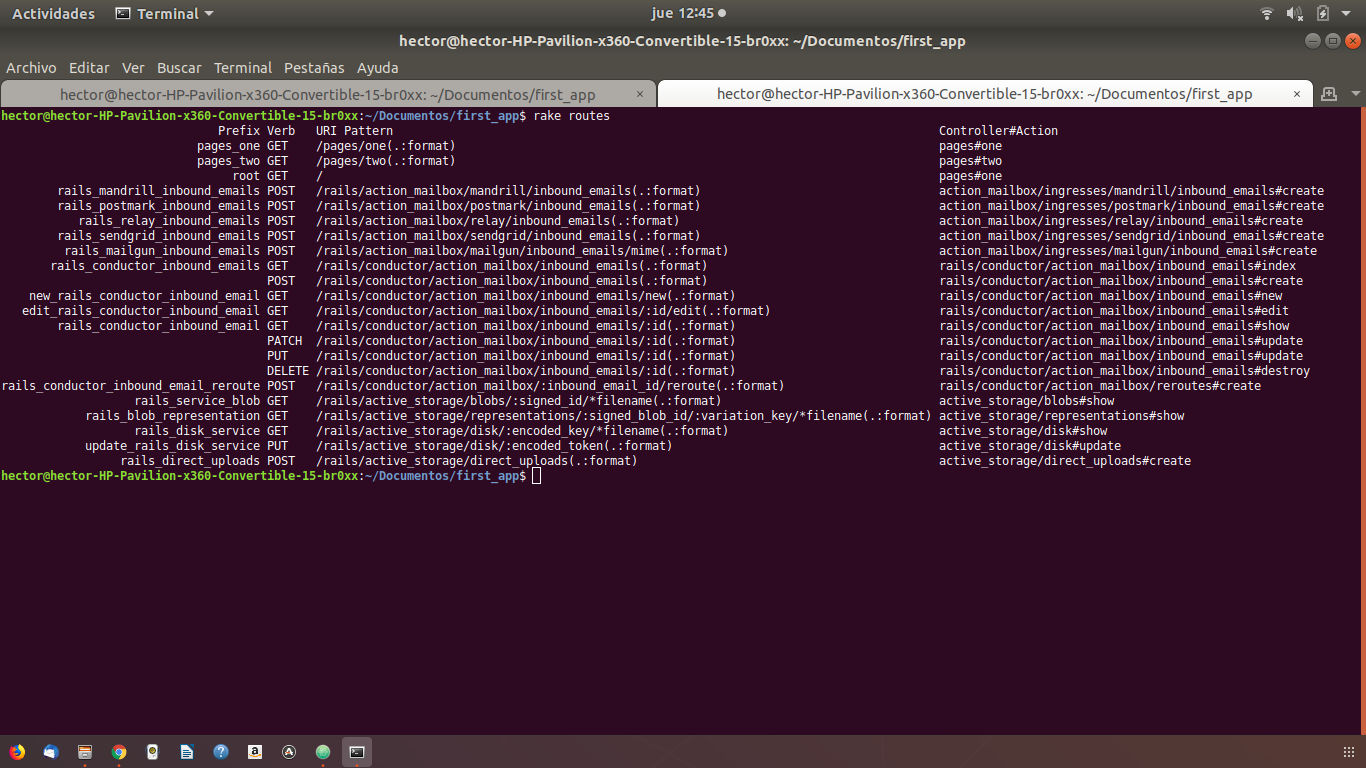 Actividades Terminal jue 12:45
hector@hector-HP-Pavilion-x360-Convertible-15-br0xx: ~/Documentos/first_app
Archivo Editar Ver Buscar Terminal Pestañas Ayuda
hector@hector-HP-Pavilion-x360-Convertible-15-br0xx: ~/Documentos/first_app × hector@hector-HP-Pavilion-x360-Convertible-15-br0xx: ~/Documentos/first_app ×
hector@hector-HP-Pavilion-x360-Convertible-15-br0xx:~/Documentos/first_app$ rake routes
Prefix Verb URI Pattern Controller#Action
pages_one GET /pages/one(.:format) pages#one
pages_two GET /pages/two(.:format) pages#two
root GET / pages#one
rails_mandrill_inbound_emails POST /rails/action_mailbox/mandrill/inbound_emails(.:format) action_mailbox/ingresses/mandrill/inbound_emails#create
rails_postmark_inbound_emails POST /rails/action_mailbox/postmark/inbound_emails(.:format) action_mailbox/ingresses/postmark/inbound_emails#create
rails_relay_inbound_emails POST /rails/action_mailbox/relay/inbound_emails(.:format) action_mailbox/ingresses/relay/inbound_emails#create
rails_sendgrid_inbound_emails POST /rails/action_mailbox/sendgrid/inbound_emails(.:format) action_mailbox/ingresses/sendgrid/inbound_emails#create
rails_mailgun_inbound_emails POST /rails/action_mailbox/mailgun/inbound_emails/mime(.:format) action_mailbox/ingresses/mailgun/inbound_emails#create
rails_conductor_inbound_emails GET /rails/conductor/action_mailbox/inbound_emails(.:format) rails/conductor/action_mailbox/inbound_emails#index
POST /rails/conductor/action_mailbox/inbound_emails(.:format) rails/conductor/action_mailbox/inbound_emails#create
new_rails_conductor_inbound_email GET /rails/conductor/action_mailbox/inbound_emails/new(.:format) rails/conductor/action_mailbox/inbound_emails#new
edit_rails_conductor_inbound_email GET /rails/conductor/action_mailbox/inbound_emails/:id/edit(.:format) rails/conductor/action_mailbox/inbound_emails#edit
rails_conductor_inbound_email GET /rails/conductor/action_mailbox/inbound_emails/:id(.:format) rails/conductor/action_mailbox/inbound_emails#show
PATCH /rails/conductor/action_mailbox/inbound_emails/:id(.:format) rails/conductor/action_mailbox/inbound_emails#update
PUT /rails/conductor/action_mailbox/inbound_emails/:id(.:format) rails/conductor/action_mailbox/inbound_emails#update
DELETE /rails/conductor/action_mailbox/inbound_emails/:id(.:format) rails/conductor/action_mailbox/inbound_emails#destroy
rails_conductor_inbound_email_reroute POST /rails/conductor/action_mailbox/:inbound_email_id/reroute(.:format) rails/conductor/action_mailbox/reroutes#create
rails_service_blob GET /rails/active_storage/blobs/:signed_id/*filename(.:format) active_storage/blobs#show
rails_blob_representation GET /rails/active_storage/representations/:signed_blob_id/:variation_key/*filename(.:format) active_storage/representations#show
rails_disk_service GET /rails/active_storage/disk/:encoded_key/*filename(.:format) active_storage/disk#show
update_rails_disk_service PUT /rails/active_storage/disk/:encoded_token(.:format) active_storage/disk#update
rails_direct_uploads POST /rails/active_storage/direct_uploads(.:format) active_storage/direct_uploads#create
hector@hector-HP-Pavilion-x360-Convertible-15-br0xx:~/Documentos/first_app$